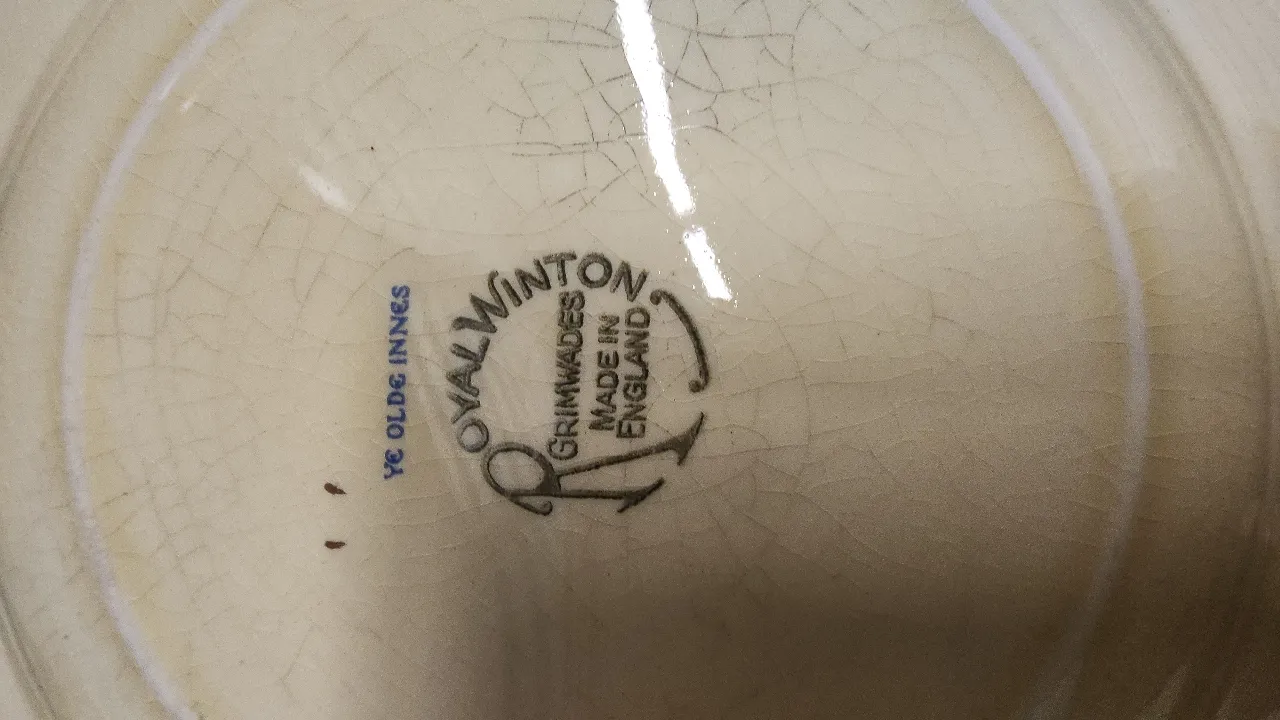 YE OLDE INNES
ROYAL WINTON
GRIMWADES
MADE IN
ENGLAND